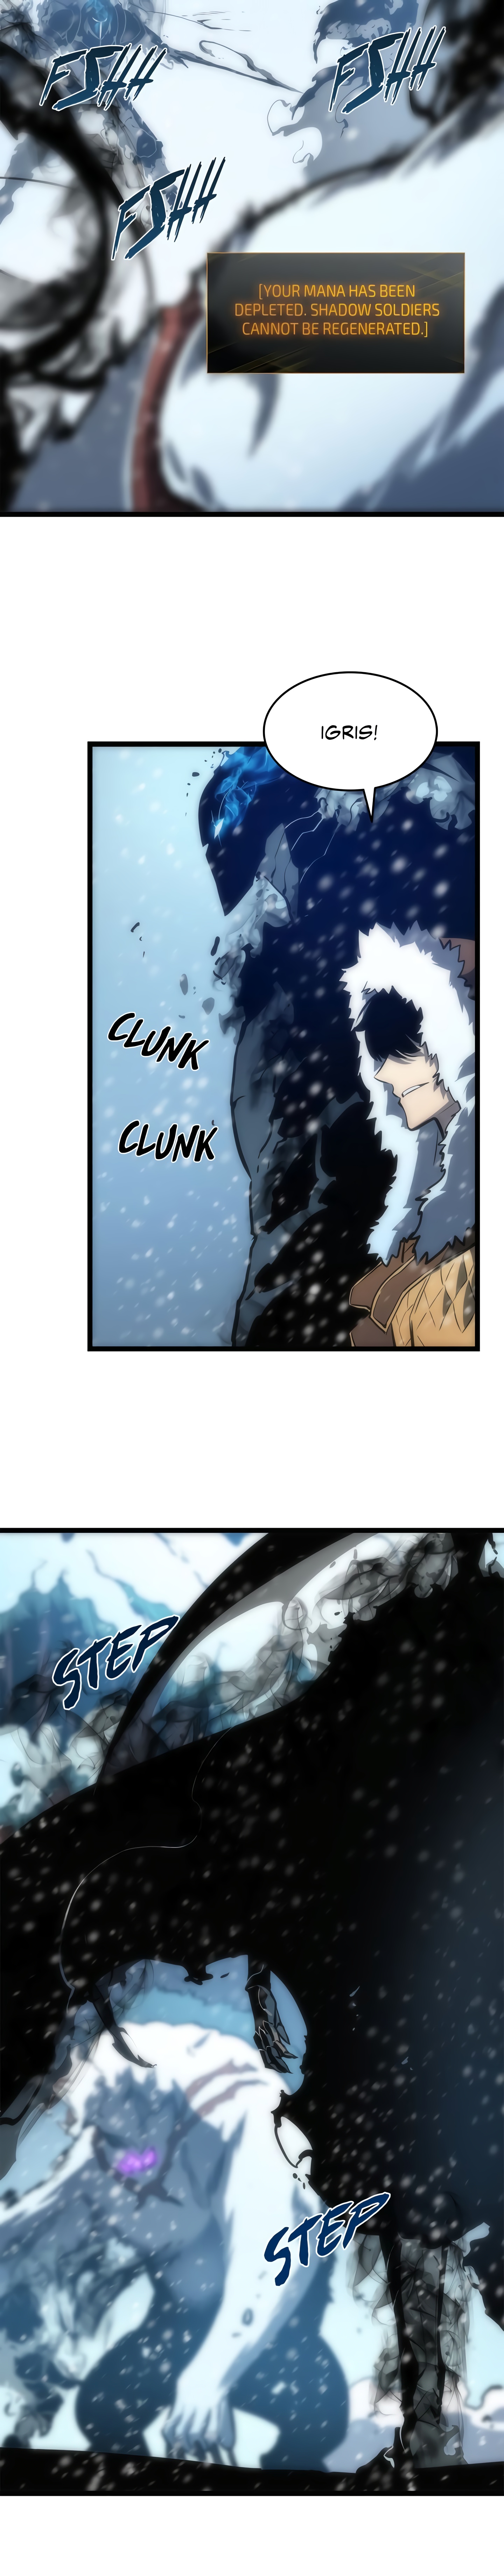 FSHH
FSHH
FSHH
[YOUR MANA HAS BEEN
DEPLETED. SHADOW SOLDIERS
CANNOT BE REGENERATED.]
IGRIS!
CLUNK
CLUNK
STEP
STEP